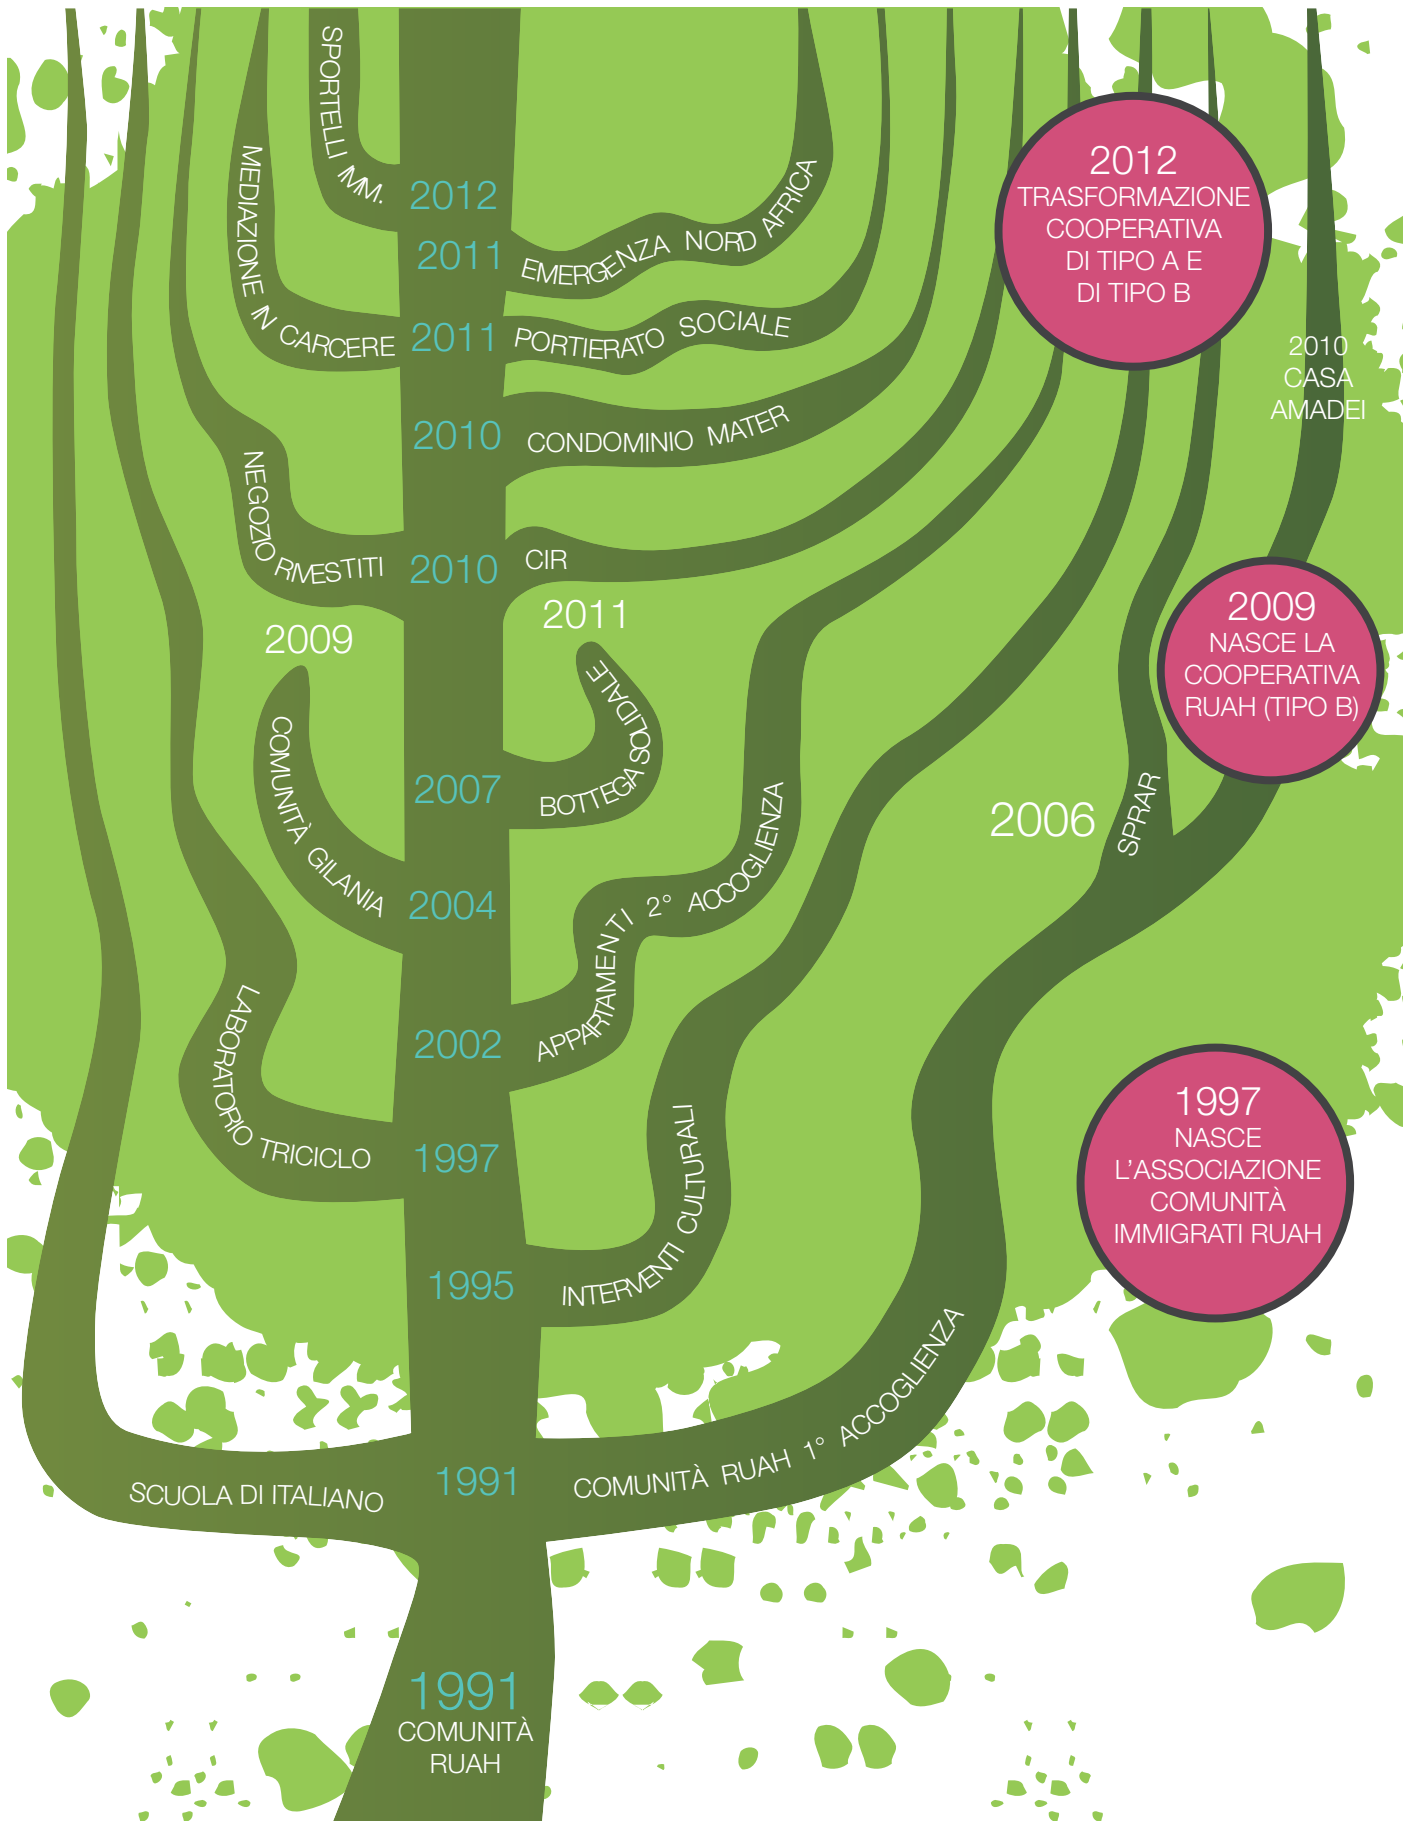 SPORTELLI IMM.
2012
MEDIAZIONE IN CARCERE
2011
EMERGENZA NORD AFRICA
2011
PORTIERATO SOCIALE
2012
TRASFORMAZIONE
COOPERATIVA
DI TIPO A E
DI TIPO B
2010
CASA
AMADEI
2010
CONDOMINIO MATER
NEGOZIO RIVESTITI
2010
CIR
2009
COMUNITÀ GILANIA
2011
BOTTEGA SOLIDALE
2009
NASCE LA
COOPERATIVA
RUAH (TIPO B)
2007
2006
SPRAR
2004
APPARTAMENTI 2° ACCOGLIENZA
2002
LABORATORIO TRICICLO
1997
INTERVENTI CULTURALI
1995
1997
NASCE
L'ASSOCIAZIONE
COMUNITÀ
IMMIGRATI RUAH
SCUOLA DI ITALIANO
1991
COMUNITÀ RUAH 1° ACCOGLIENZA
1991
COMUNITÀ
RUAH